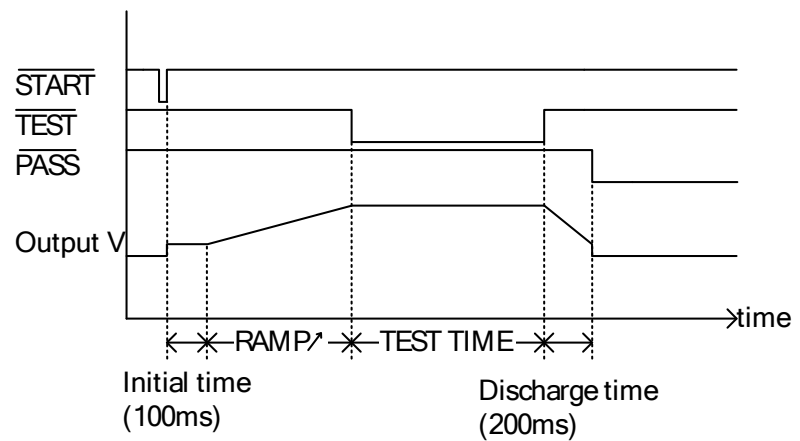 START
TEST
PASS
Output V
time
RAMP↗
TEST TIME
Initial time
(100ms)
Discharge time
(200ms)